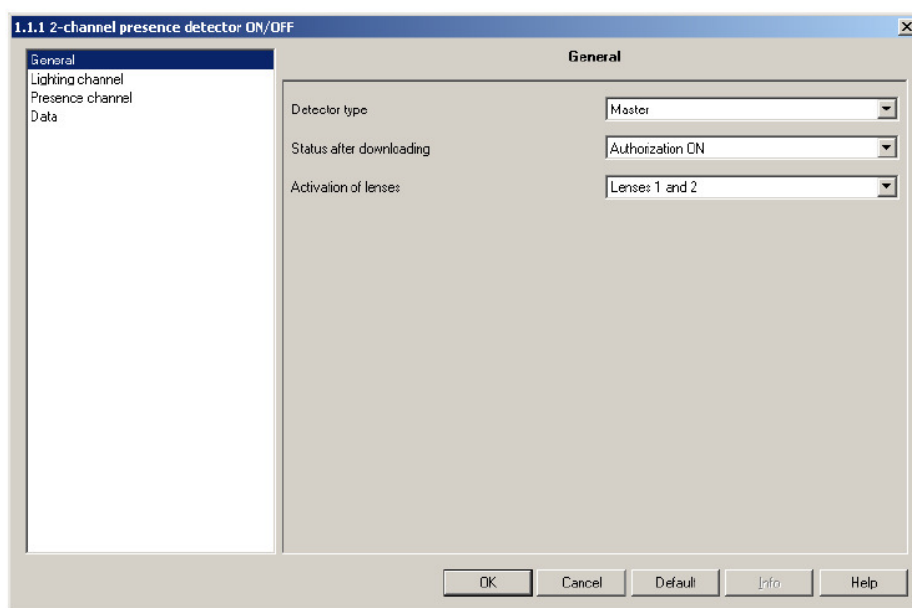 1.1.1 2-channel presence detector ON/OFF
General
Lighting channel
Presence channel
Data
General
Detector type
Master
Status after downloading
Authorization ON
Activation of lenses
Lenses 1 and 2
OK
Cancel
Default
Info
Help